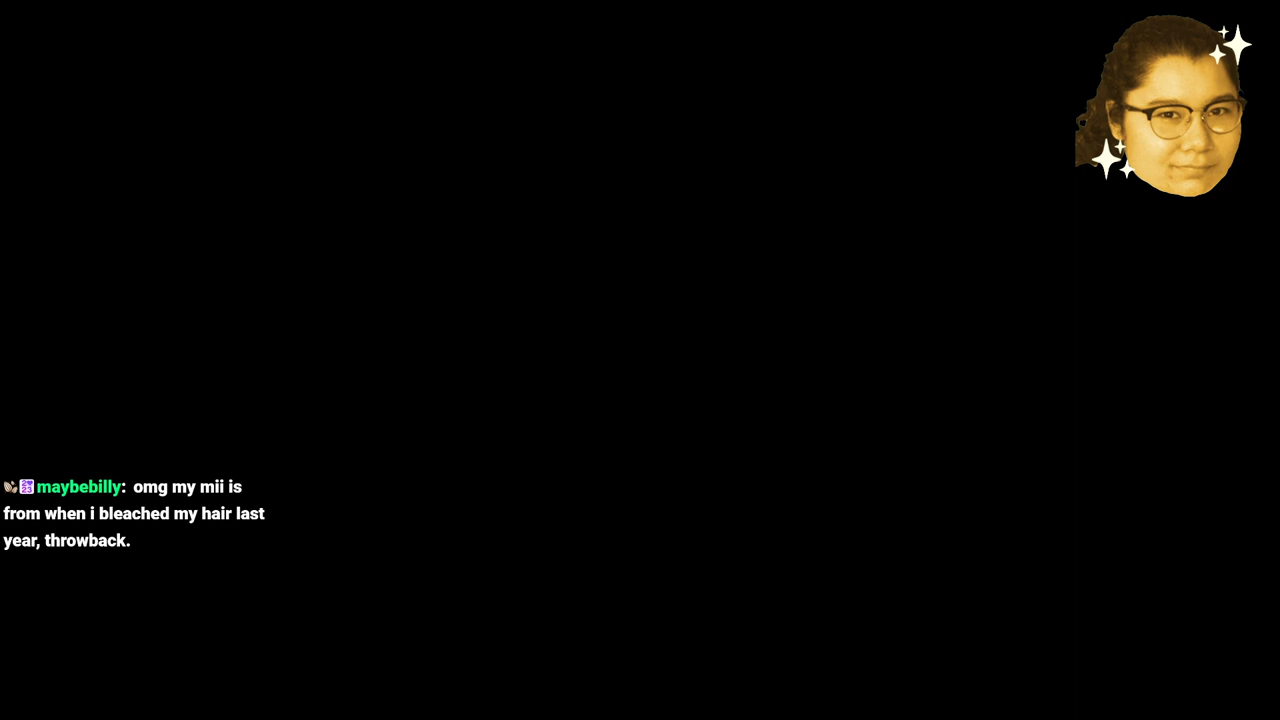 maybebilly: omg my mii is
from when i bleached my hair last
year, throwback.